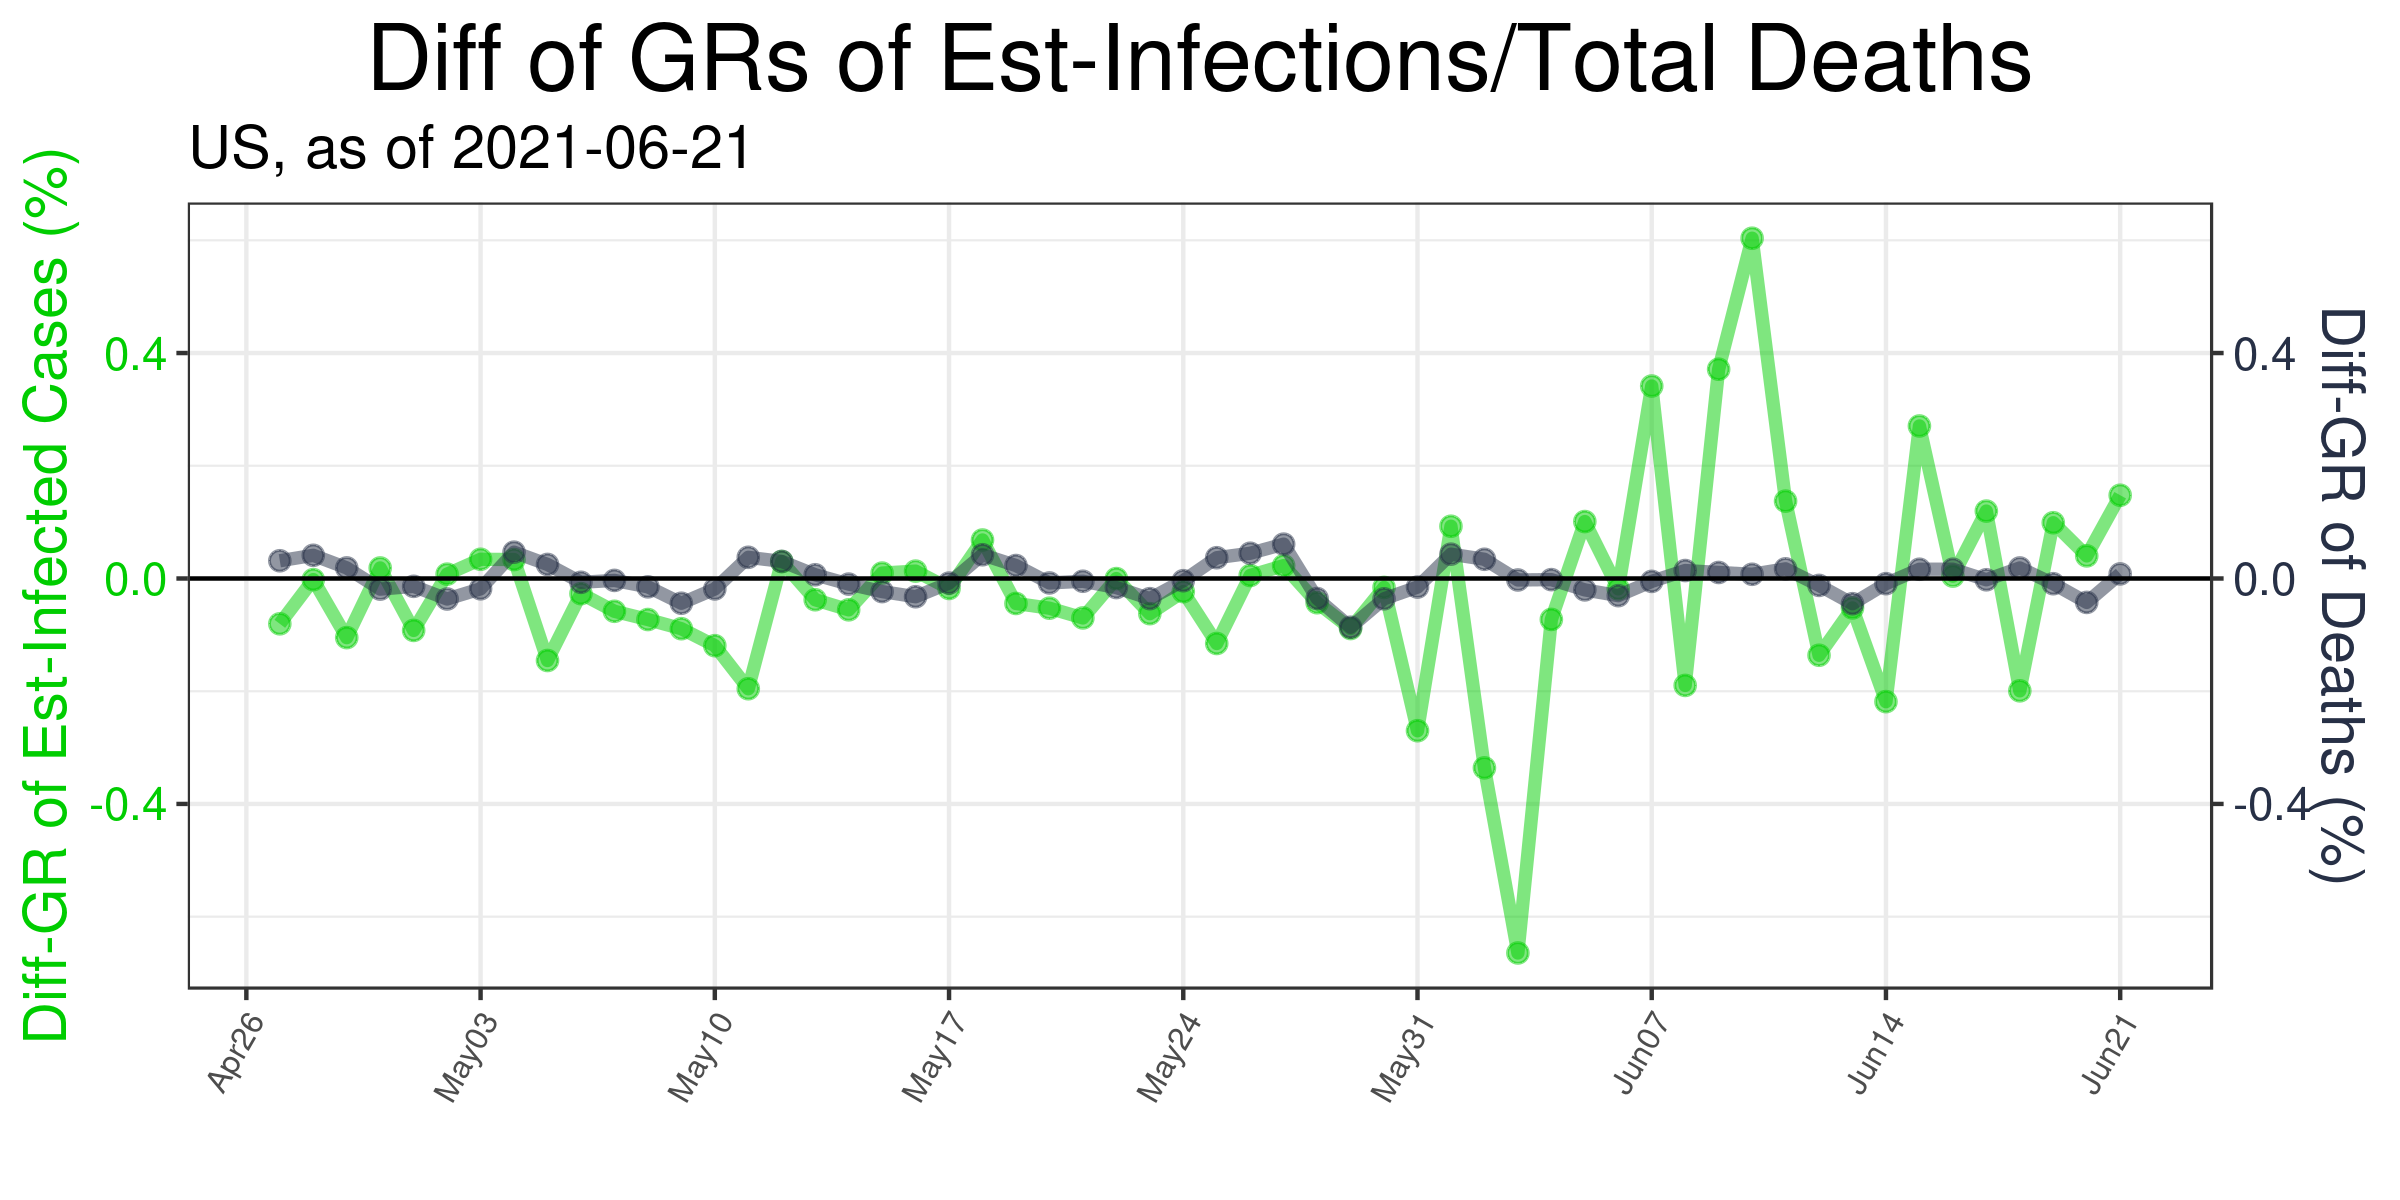 Diff of GRs of Est-Infections/Total Deaths
US, as of 2021-06-21
Diff-GR of Est-Infected Cases (%)
0.4
0.0
-0.4
0.4
0.0
-0.4
Diff-GR of Deaths (%)
Apr26
May03
May10
May17
May24
May31
Jun07
Jun14
Jun21